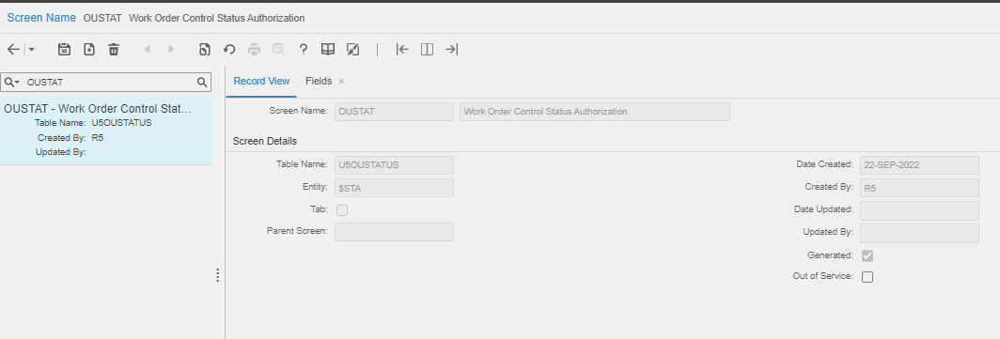 Screen Name OUSTAT Work Order Control Status Authorization
OUSTAT
OUSTAT - Work Order Control Stat...
Table Name: U5OUSTATUS
Created By: R5
Updated By:
Record View Fields ×
Screen Name: OUSTAT Work Order Control Status Authorization
Screen Details
Table Name: U5OUSTATUS
Entity: $STA
Tab:
Parent Screen:
Date Created: 22-SEP-2022
Created By: R5
Date Updated:
Updated By:
Generated:
Out of Service: